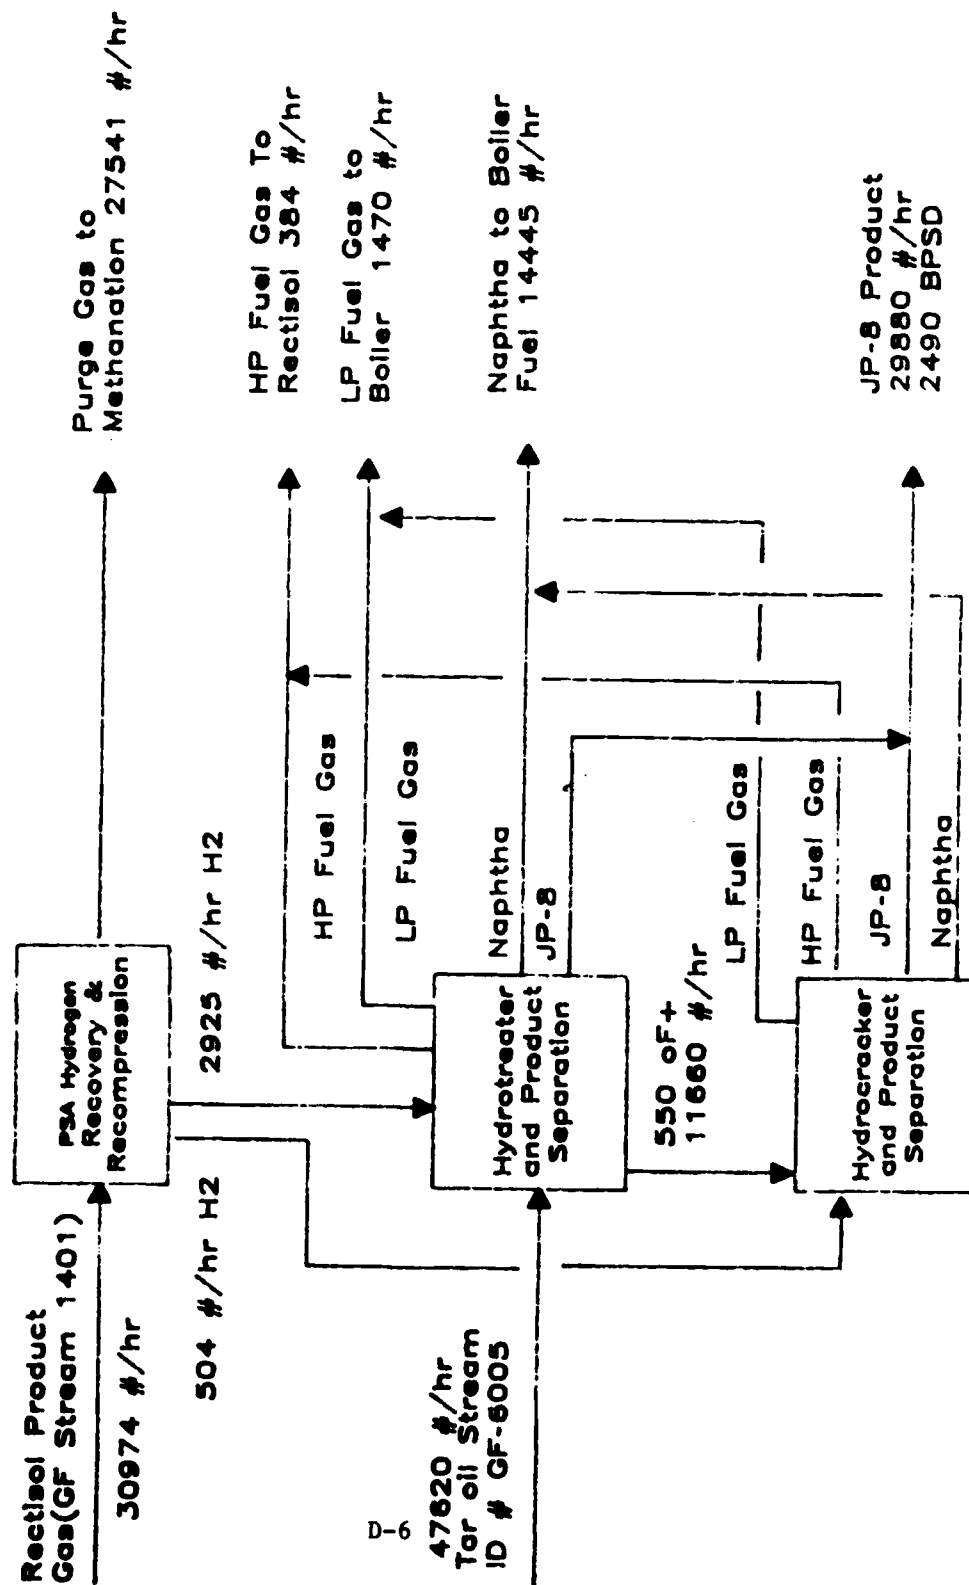 Rectisol Product
Gas(GF Stream 1401)
30974 #/hr
PSA Hydrogen
Recovery &
Recompression
Purge Gas to
Methanation 27541 #/hr
504 #/hr H2
2925 #/hr H2
HP Fuel Gas
HP Fuel Gas To
Rectisol 384 #/hr
LP Fuel Gas
LP Fuel Gas to
Boiler 1470 #/hr
D-6
47620 #/hr
Tar oil Stream
ID # GF-6005
Hydrotreater
and Product
Separation
Naphtha
JP-8
Naphtha to Boiler
Fuel 14445 #/hr
550 oF+
11660 #/hr
LP Fuel Gas
HP Fuel Gas
Hydrocracker
and Product
Separation
JP-8
Naphtha
JP-8 Product
29880 #/hr
2490 BPSD